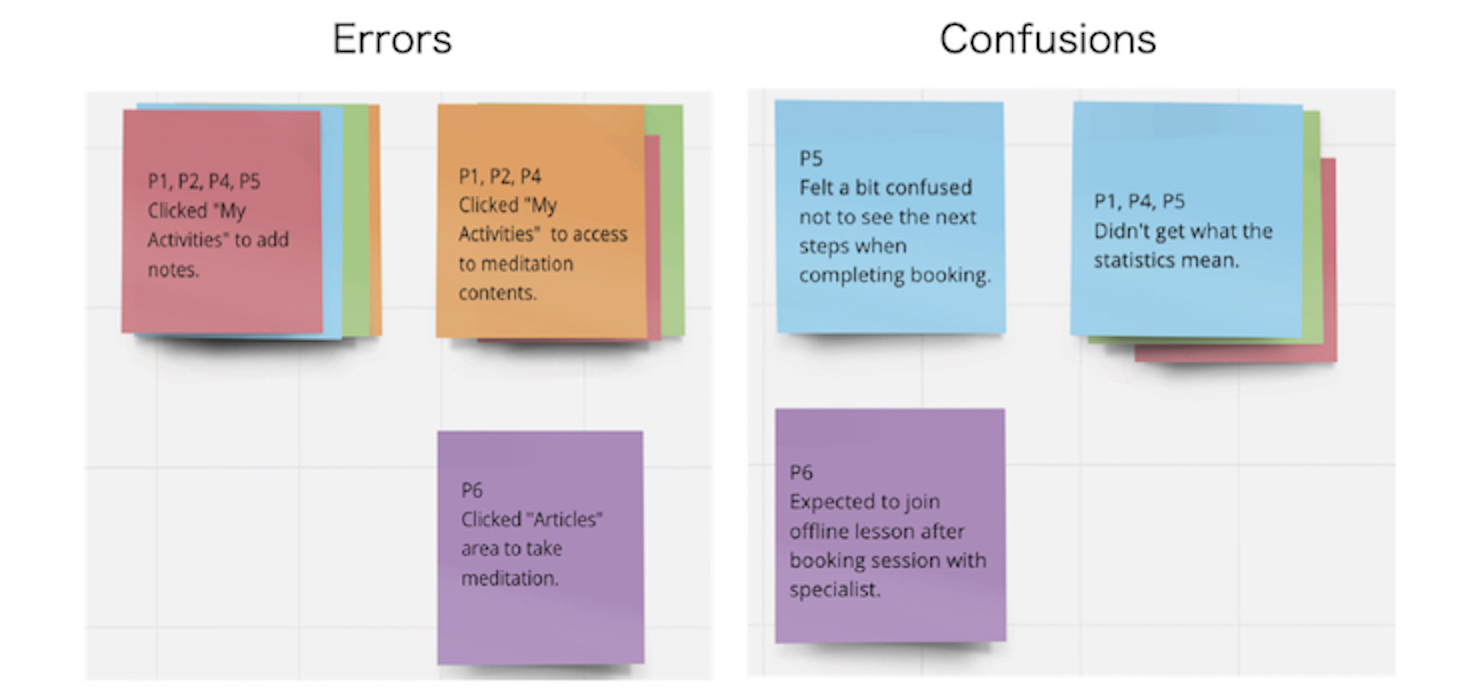 Errors
P1, P2, P4, P5
Clicked "My
Activities" to add
notes.
P1, P2, P4
Clicked "My
Activities"  to access
to meditation
contents.
P6
Clicked "Articles"
area to take
meditation.
Confusions
P5
Felt a bit confused
not to see the next
steps when
completing booking.
P1, P4, P5
Didn't get what the
statistics mean.
P6
Expected to join
offline lesson after
booking session with
specialist.